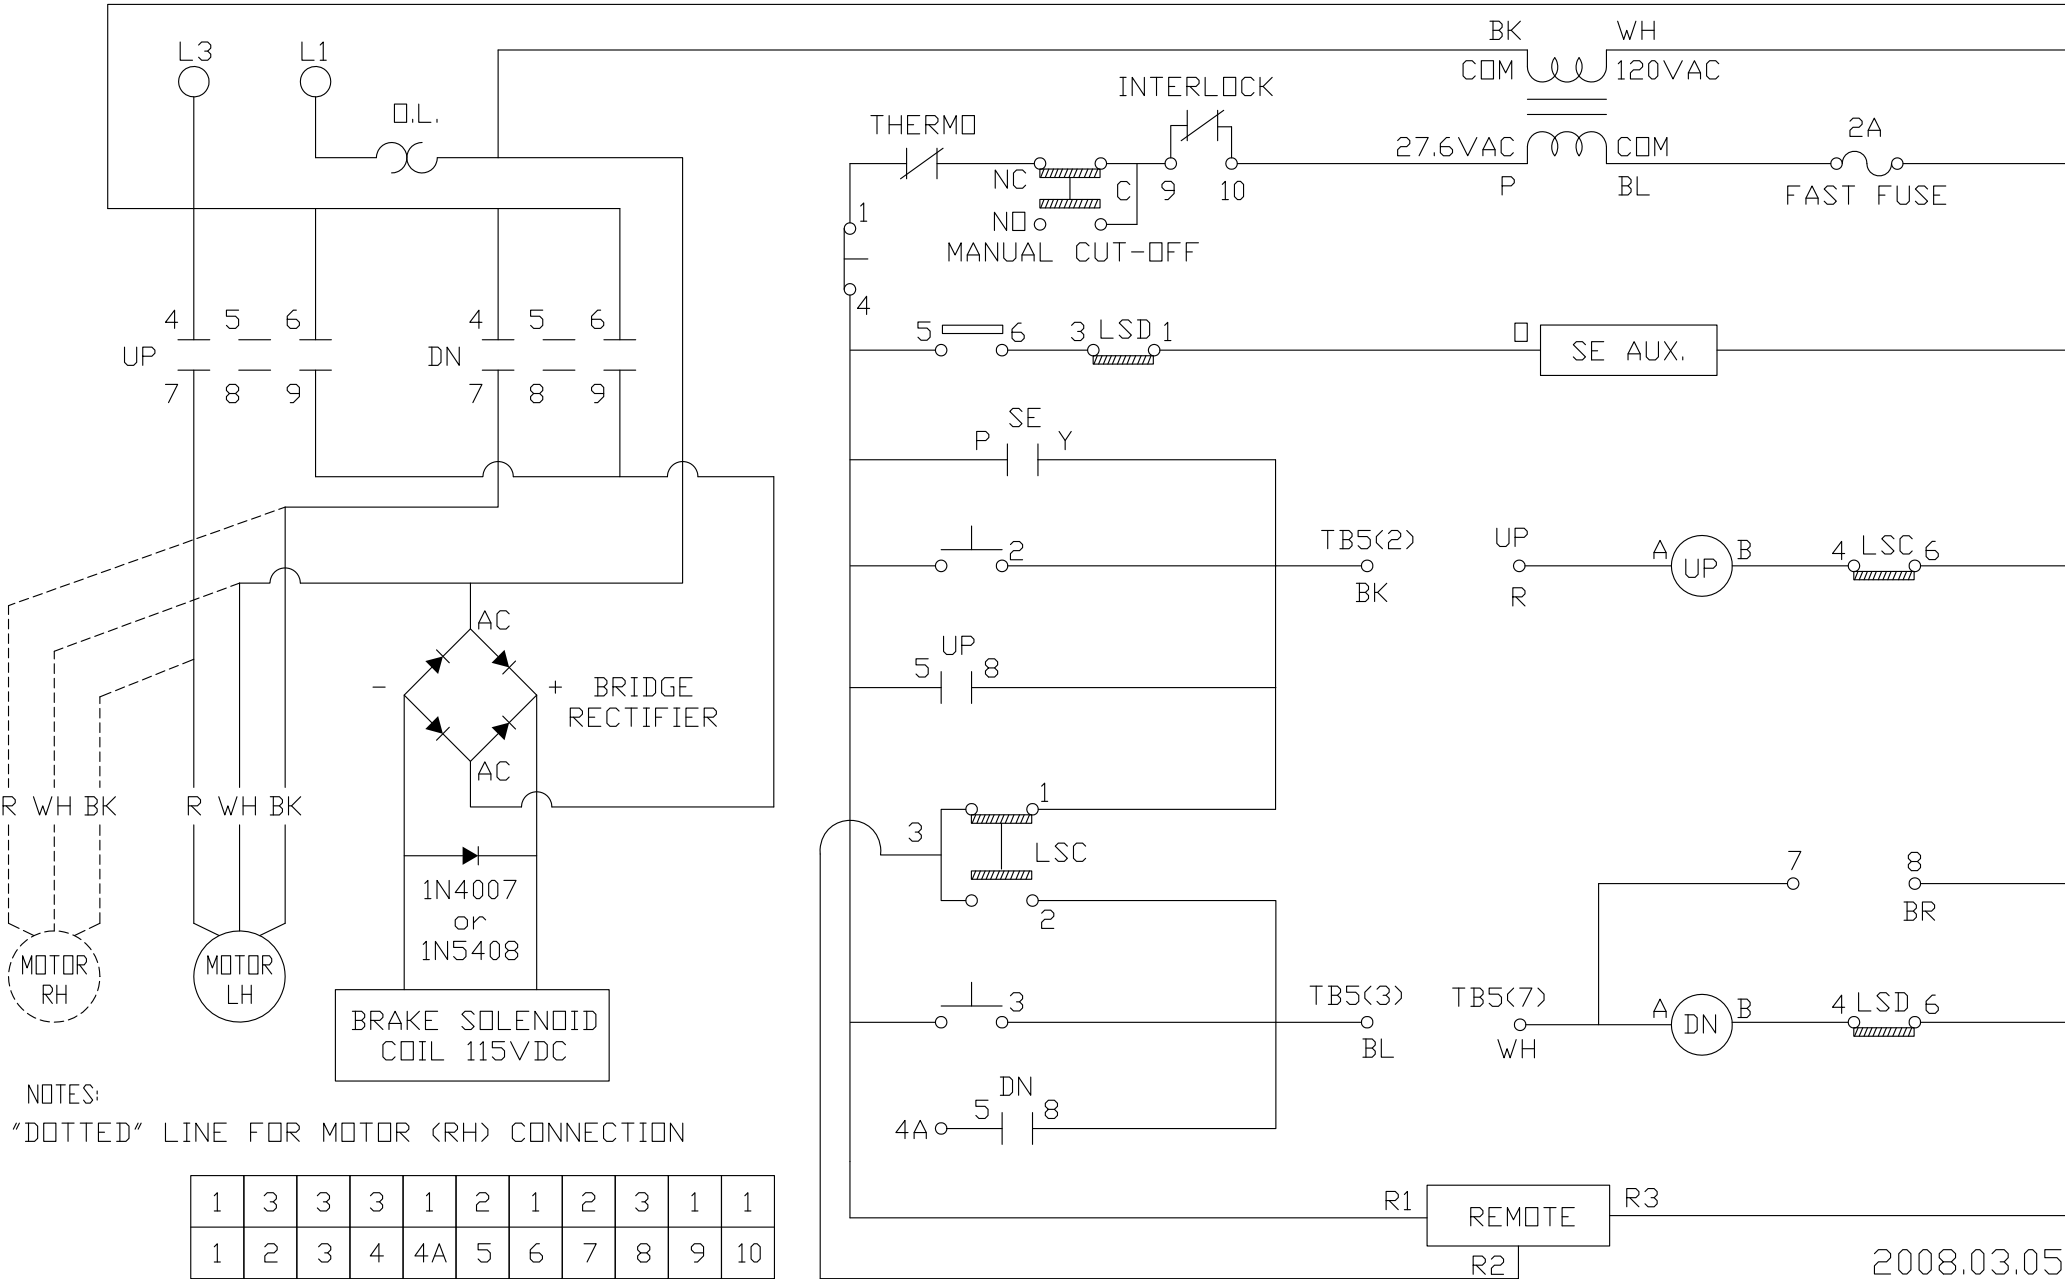 BK WH
L3 L1
COM 120VAC
INTERLOCK
O.L.
THERMO
2A
27.6VAC COM
NC C 9 10
P BL
FAST FUSE
1
NO
MANUAL CUT-OFF
4
4 5 6 4 5 6
5 6 3 LSD 1 O
UP DN
SE AUX.
7 8 9 7 8 9
SE
P Y
TB5(2) UP
2 A UP B 4 LSC 6
BK R
AC
UP
5 8
- + BRIDGE
RECTIFIER
AC
R WH BK R WH BK
1
3
LSC
7 8
1N4007
or
1N5408
2
BR
MOTOR
RH
MOTOR
LH
3 TB5(3) TB5(7) A DN B 4 LSD 6
BL WH
BRAKE SOLENOID
COIL 115VDC
NOTES:
"DOTTED" LINE FOR MOTOR (RH) CONNECTION
DN
5 8
4A
1 3 3 3 1 2 1 2 3 1 1
1 2 3 4 4A 5 6 7 8 9 10
R1 REMOTE R3
R2
2008.03.05